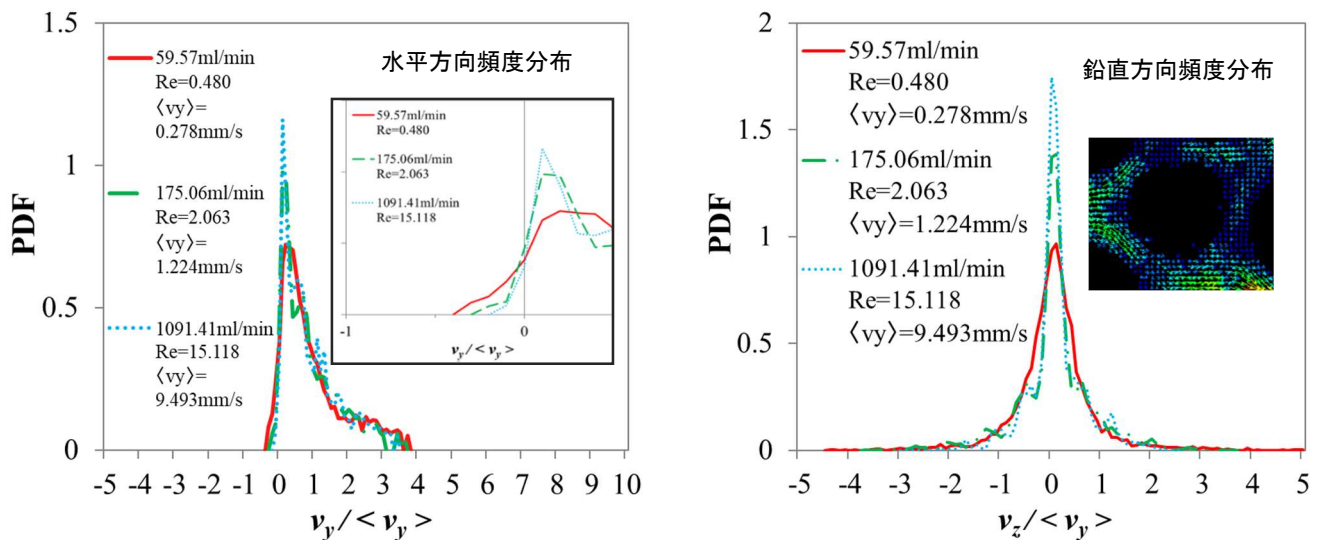 1.5
1
0.5
0
PDF
59.57ml/min
Re=0.480
〈vy〉=
0.278mm/s
175.06ml/min
Re=2.063
〈vy〉=
1.224mm/s
1091.41ml/min
Re=15.118
〈vy〉=
9.493mm/s
水平方向頻度分布
59.57ml/min
Re=0.480
175.06ml/min
Re=2.063
1091.41ml/min
Re=15.118
-1 0
v_y / < v_y >
-5 -4 -3 -2 -1 0 1 2 3 4 5 6 7 8 9 10
v_y / < v_y >
2
1.5
1
0.5
0
PDF
59.57ml/min
Re=0.480
〈vy〉=0.278mm/s
175.06ml/min
Re=2.063
〈vy〉=1.224mm/s
1091.41ml/min
Re=15.118
〈vy〉=9.493mm/s
鉛直方向頻度分布
-5 -4 -3 -2 -1 0 1 2 3 4 5
v_z / < v_y >